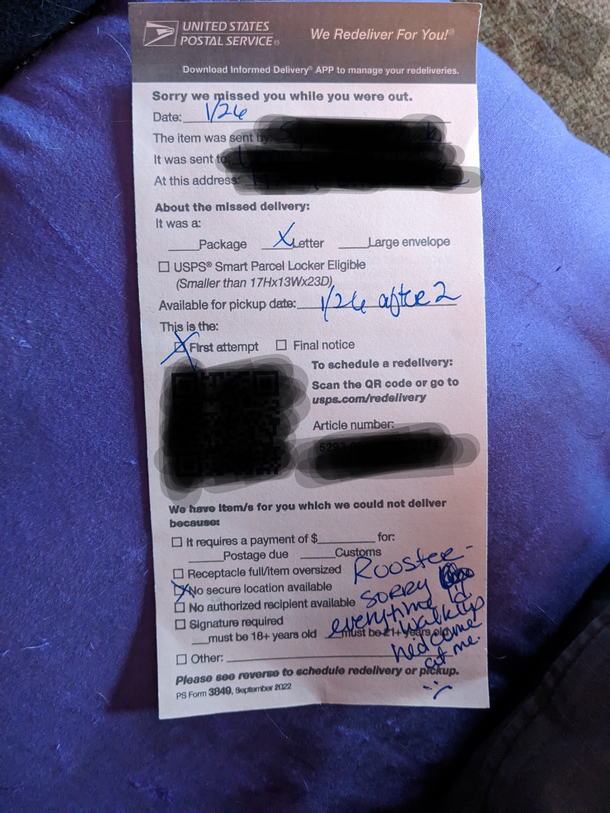 UNITED STATES
POSTAL SERVICE®
We Redeliver For You!®
Download Informed Delivery® APP to manage your redeliveries.
Sorry we missed you while you were out.
Date: 1/26
The item was sent by:
It was sent to:
At this address:
About the missed delivery:
It was a:
___Package X Letter ___Large envelope
☐ USPS® Smart Parcel Locker Eligible
(Smaller than 17Hx13Wx23D)
Available for pickup date: 1/26 after 2
This is the:
☒ First attempt ☐ Final notice
To schedule a redelivery:
Scan the QR code or go to
usps.com/redelivery
Article number:
We have item/s for you which we could not deliver
because:
☐ It requires a payment of $________ for:
___Postage due ___Customs
☐ Receptacle full/item oversized
☒ No secure location available
☐ No authorized recipient available
☐ Signature required
___must be 18+ years old ___must be 21+ years old
☐ Other:
Rooster -
SORRY
everytime I
walk up
he'd come
at me.
:(
Please see reverse to schedule redelivery or pickup.
PS Form 3849, September 2022